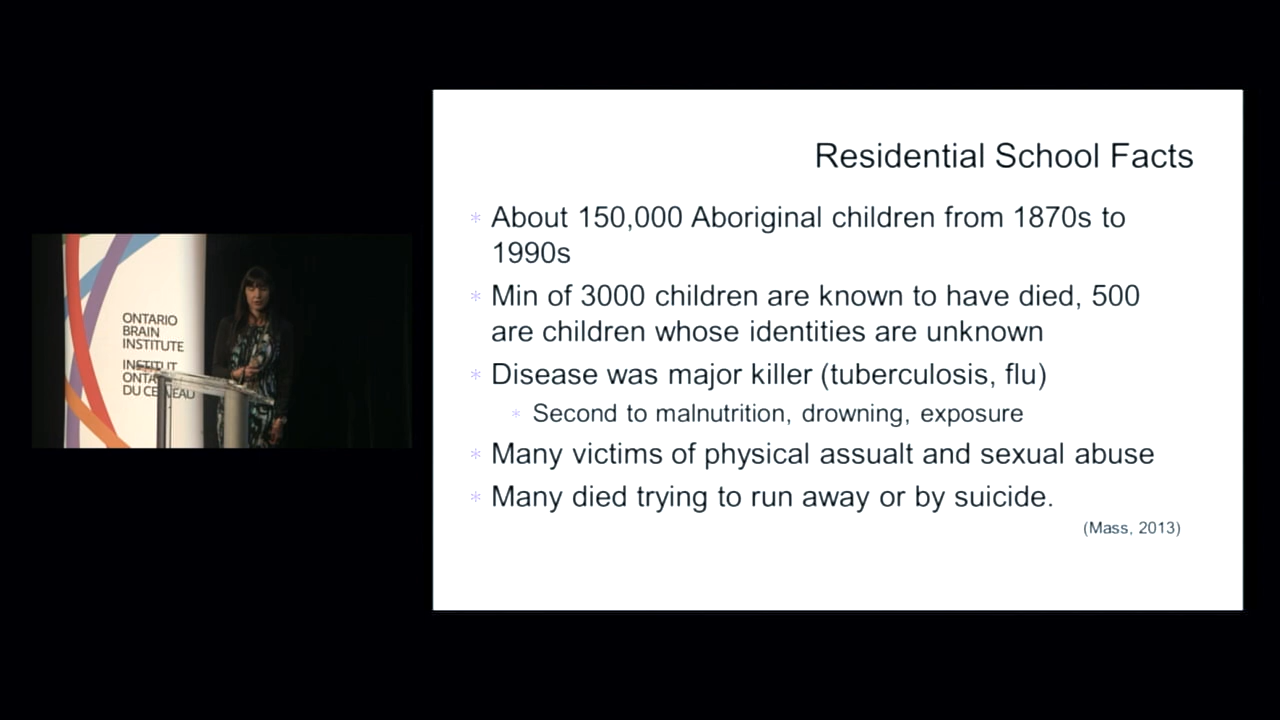 ONTARIO
BRAIN
INSTITUTE
INSTITUT
DU CERVEAU
Residential School Facts
* About 150,000 Aboriginal children from 1870s to
1990s
* Min of 3000 children are known to have died, 500
are children whose identities are unknown
* Disease was major killer (tuberculosis, flu)
* Second to malnutrition, drowning, exposure
* Many victims of physical assualt and sexual abuse
* Many died trying to run away or by suicide.
(Mass, 2013)